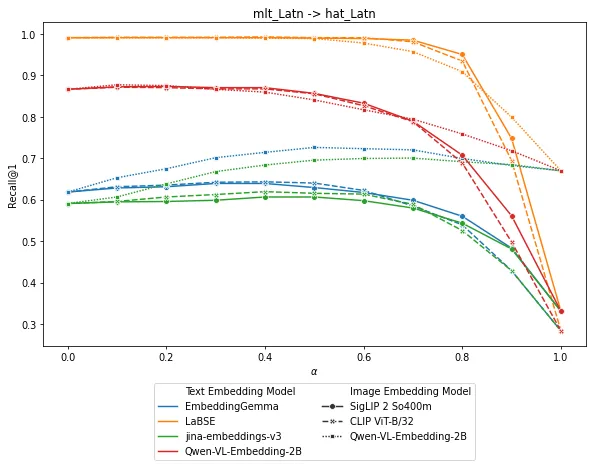 mlt_Latn -> hat_Latn
Recall@1
1.0
0.9
0.8
0.7
0.6
0.5
0.4
0.3
0.0 0.2 0.4 0.6 0.8 1.0
α
Text Embedding Model Image Embedding Model
EmbeddingGemma SigLIP 2 So400m
LaBSE CLIP ViT-B/32
jina-embeddings-v3 Qwen-VL-Embedding-2B
Qwen-VL-Embedding-2B